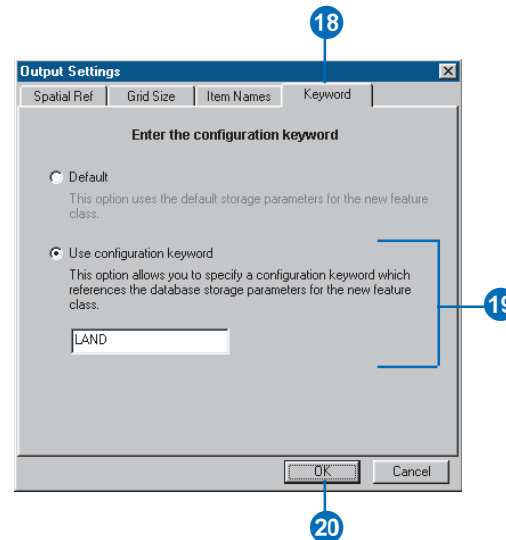 18
Output Settings
Spatial Ref Grid Size Item Names Keyword
Enter the configuration keyword
Default
This option uses the default storage parameters for the new feature
class.
Use configuration keyword
This option allows you to specify a configuration keyword which
references the database storage parameters for the new feature
class.
19
LAND
OK Cancel
20